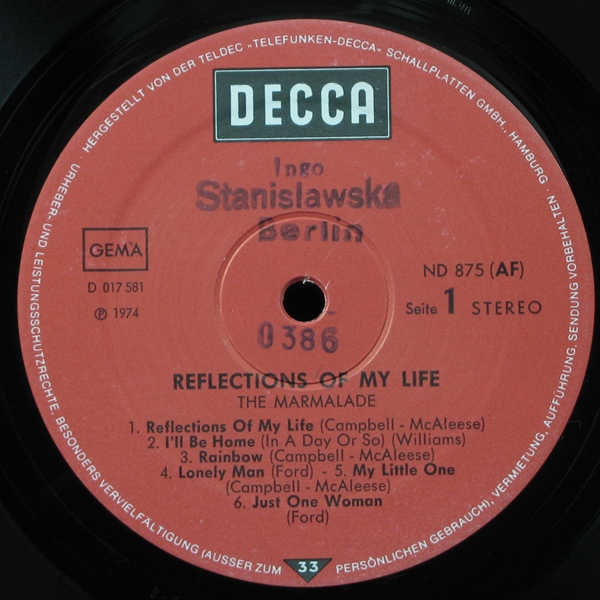 URHEBER- UND LEISTUNGSSCHUTZRECHTE, BESONDERS VERVIELFÄLTIGUNG (AUSSER ZUM PERSÖNLICHEN GEBRAUCH), VERMIETUNG, AUFFÜHRUNG, SENDUNG VORBEHALTEN · HERGESTELLT VON DER TELDEC »TELEFUNKEN-DECCA« SCHALLPLATTEN GMBH., HAMBURG ·
DECCA
Ingo
Stanislawska
Berlin
GEMA
D 017 581
℗ 1974
ND 875 (AF)
Seite 1 STEREO
0386
REFLECTIONS OF MY LIFE
THE MARMALADE
1. Reflections Of My Life (Campbell - McAleese)
2. I'll Be Home (In A Day Or So) (Williams)
3. Rainbow (Campbell - McAleese)
4. Lonely Man (Ford) - 5. My Little One
(Campbell - McAleese)
6. Just One Woman
(Ford)
33